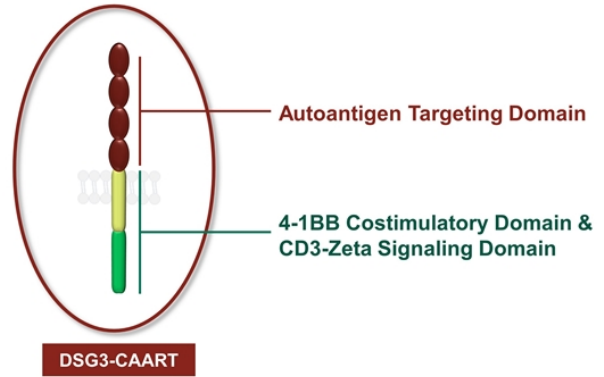 Autoantigen Targeting Domain
4-1BB Costimulatory Domain &
CD3-Zeta Signaling Domain
DSG3-CAART